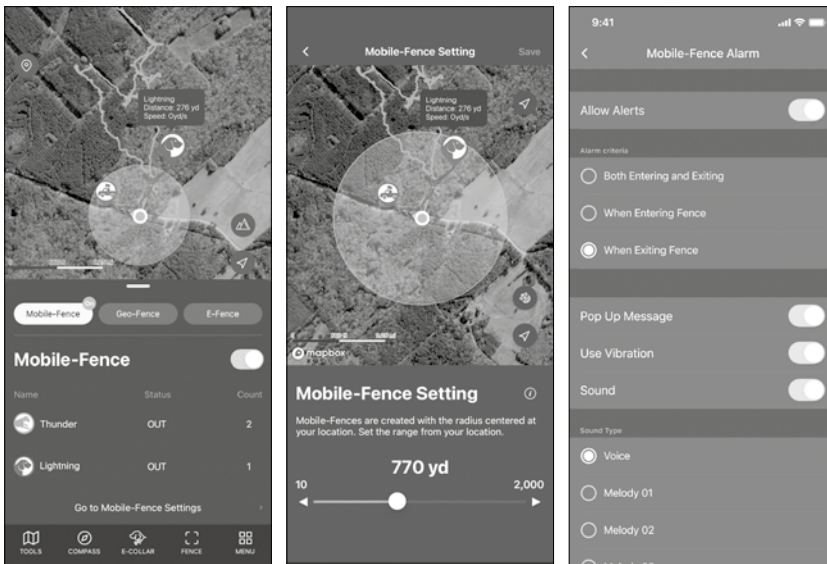 Lightning
Distance: 276 yd
Speed: 0yd/s
Mobile-Fence
On
Geo-Fence
E-Fence
Mobile-Fence
Name
Status
Count
Thunder
OUT
2
Lightning
OUT
1
Go to Mobile-Fence Settings
TOOLS
COMPASS
E-COLLAR
FENCE
MENU
Mobile-Fence Setting
Save
Lightning
Distance: 276 yd
Speed: 0yd/s
mapbox
Mobile-Fence Setting
Mobile-Fences are created with the radius centered at
your location. Set the range from your location.
770 yd
10
2,000
9:41
Mobile-Fence Alarm
Allow Alerts
Alarm criteria
Both Entering and Exiting
When Entering Fence
When Exiting Fence
Pop Up Message
Use Vibration
Sound
Sound Type
Voice
Melody 01
Melody 02